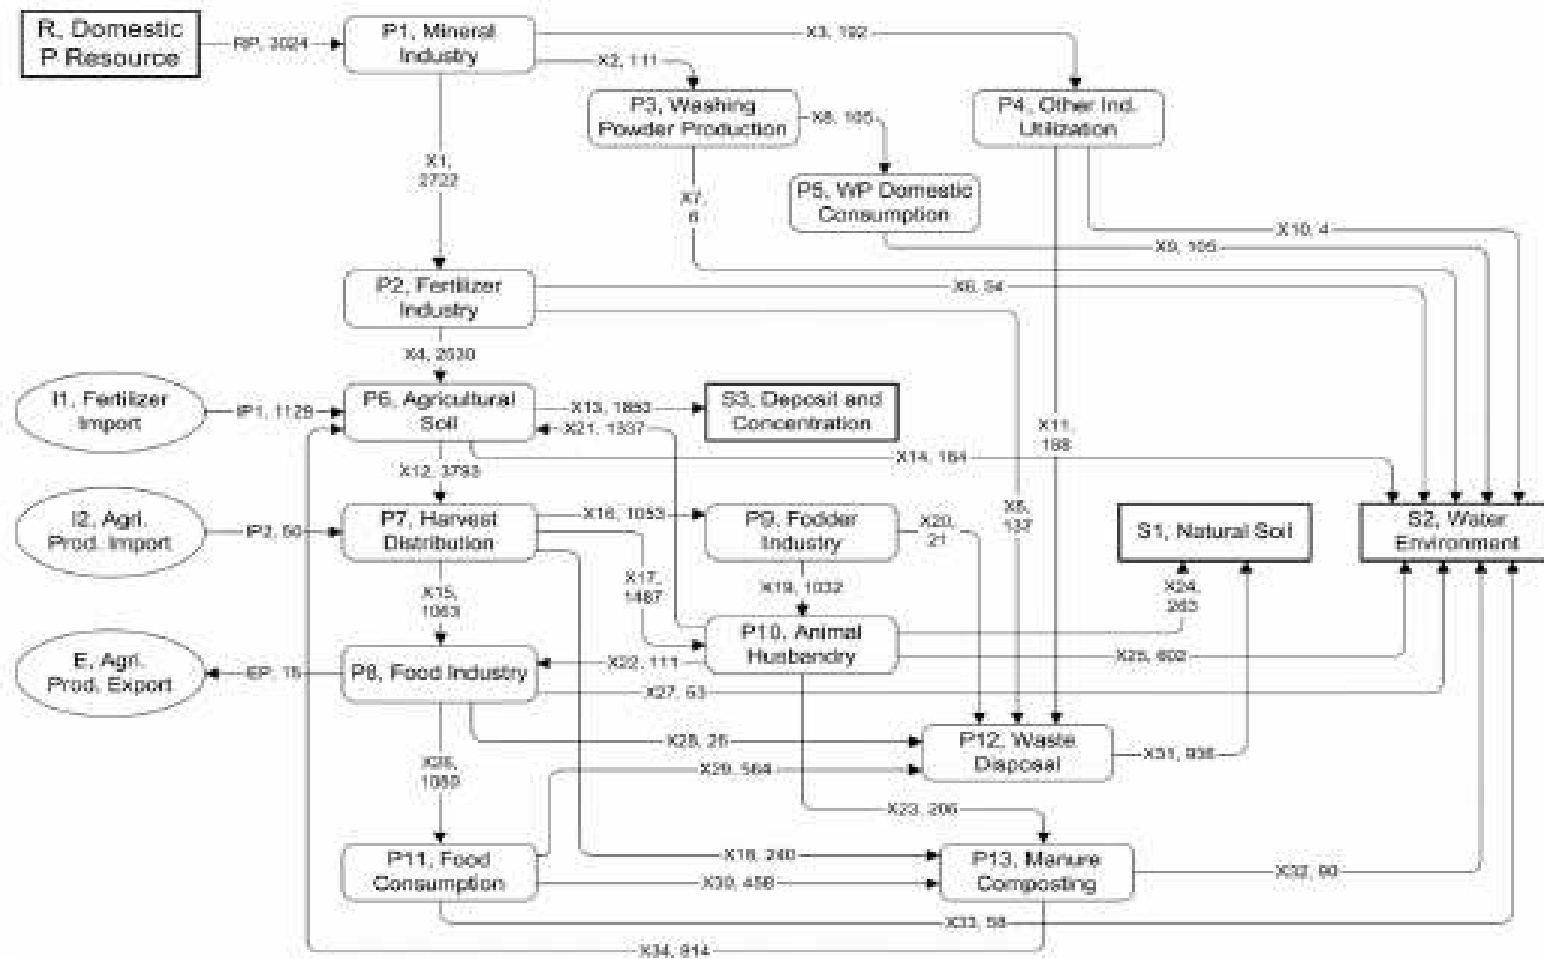 R, Domestic
P Resource
RP, 3024
P1, Mineral
Industry
X3, 192
X2, 111
P3, Washing
Powder Production
X8, 105
P4, Other Ind.
Utilization
X1,
2722
X7,
6
P5, WP Domestic
Consumption
X10, 4
X9, 105
P2, Fertilizer
Industry
X6, 54
X4, 2530
X5,
137
X11,
188
I1, Fertilizer
Import
IP1, 1128
P6, Agricultural
Soil
X13, 1853
X21, 1337
S3, Deposit and
Concentration
X14, 164
X12, 3793
I2, Agri.
Prod. Import
IP2, 50
P7, Harvest
Distribution
X16, 1053
P9, Fodder
Industry
X20,
21
S1, Natural Soil
S2, Water
Environment
X15,
1063
X17,
1487
X19, 1032
X24,
263
P10, Animal
Husbandry
X25, 602
E, Agri.
Prod. Export
EP, 15
P8, Food Industry
X22, 111
X27, 53
X28, 26
X26,
1080
X29, 564
P12, Waste
Disposal
X31, 936
X23, 206
P11, Food
Consumption
X18, 240
X30, 458
P13, Manure
Composting
X32, 90
X33, 58
X34, 814